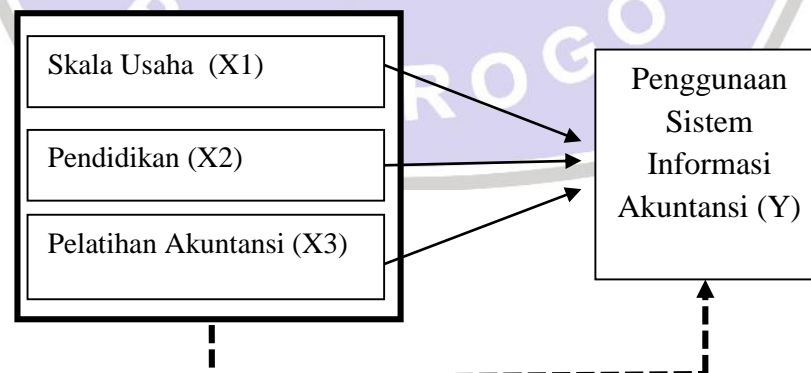 Skala Usaha (X1)
Pendidikan (X2)
Pelatihan Akuntansi (X3)
Penggunaan
Sistem
Informasi
Akuntansi (Y)
ROGO